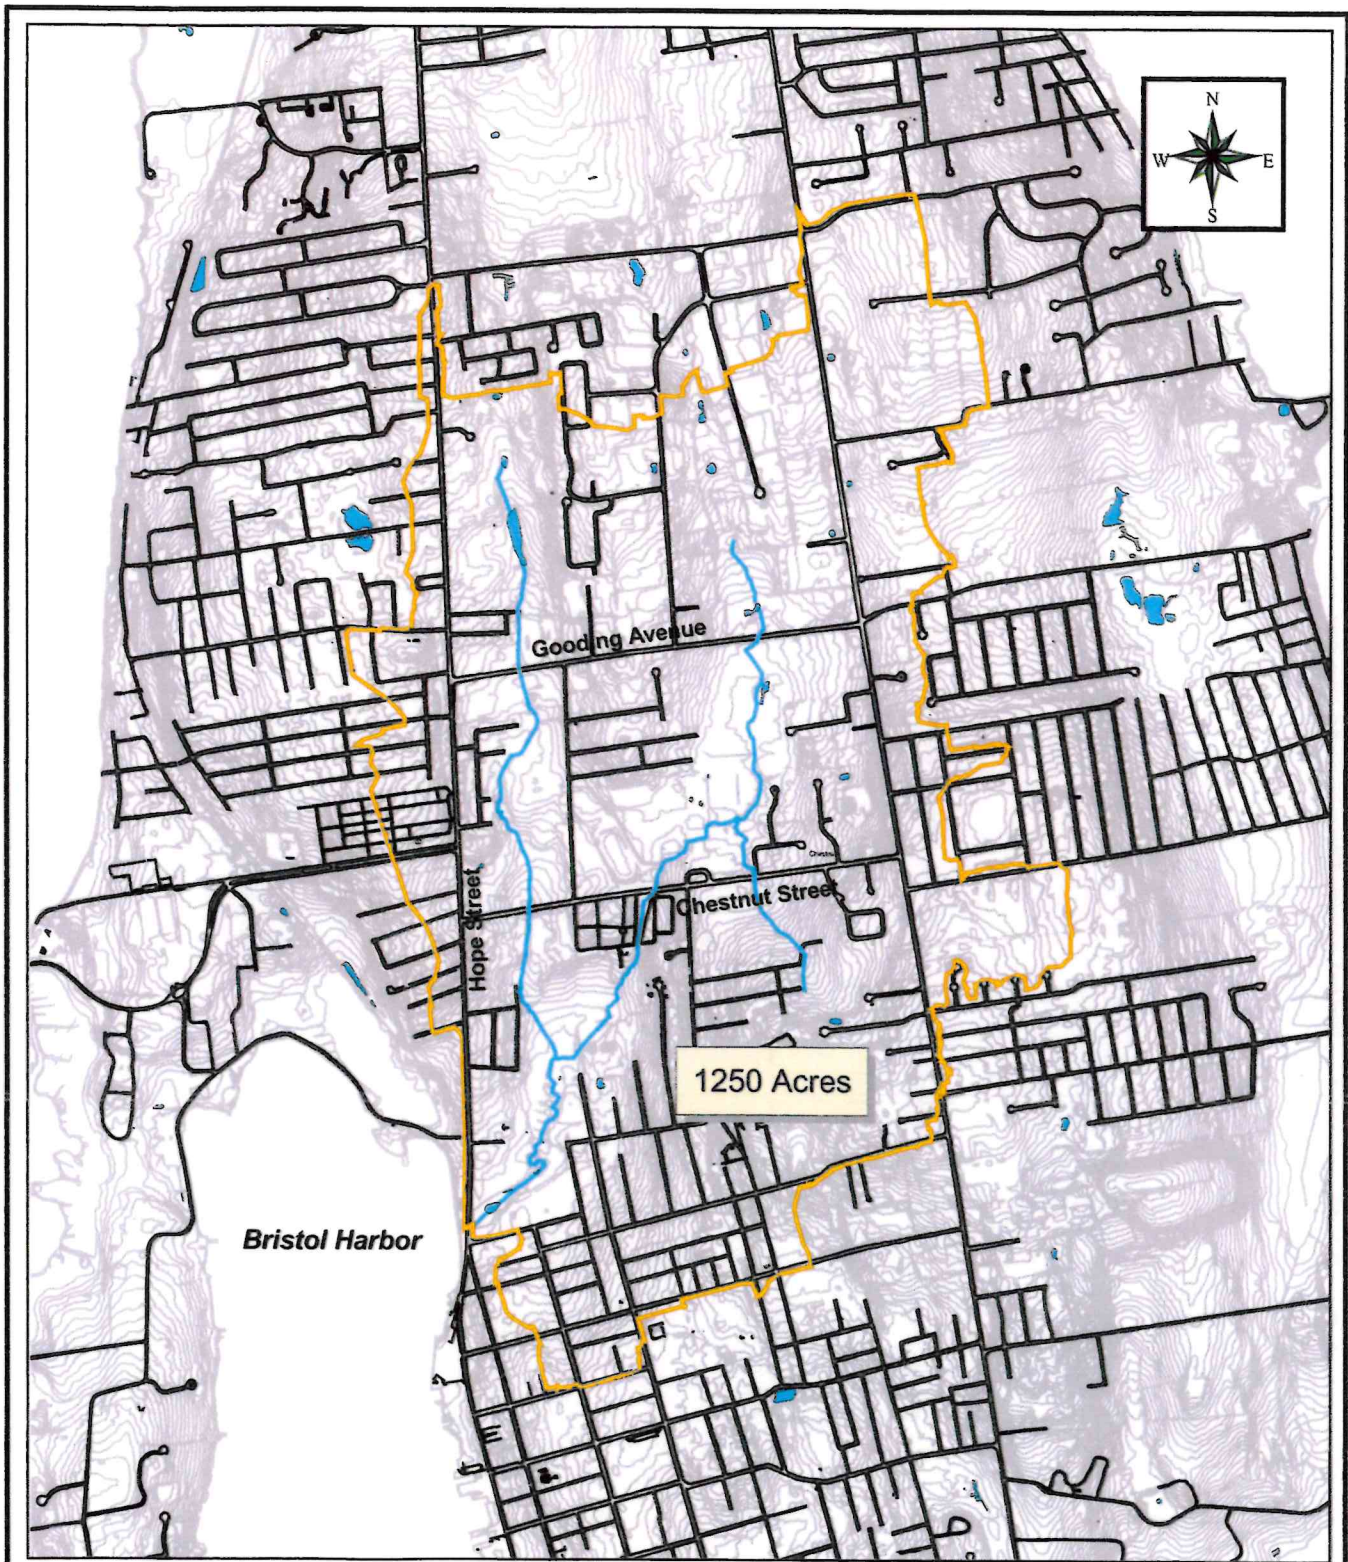 N
W E
S
Gooding Avenue
Chestnut Street
Hope Street
1250 Acres
Bristol Harbor